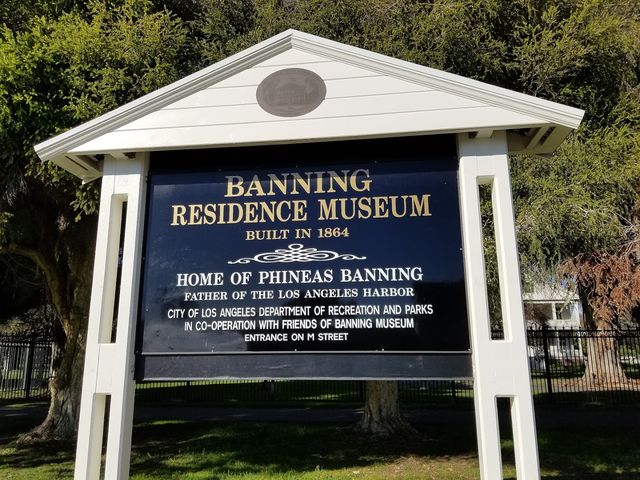 BANNING
RESIDENCE MUSEUM
BUILT IN 1864
HOME OF PHINEAS BANNING
FATHER OF THE LOS ANGELES HARBOR
CITY OF LOS ANGELES DEPARTMENT OF RECREATION AND PARKS
IN CO-OPERATION WITH FRIENDS OF BANNING MUSEUM
ENTRANCE ON M STREET